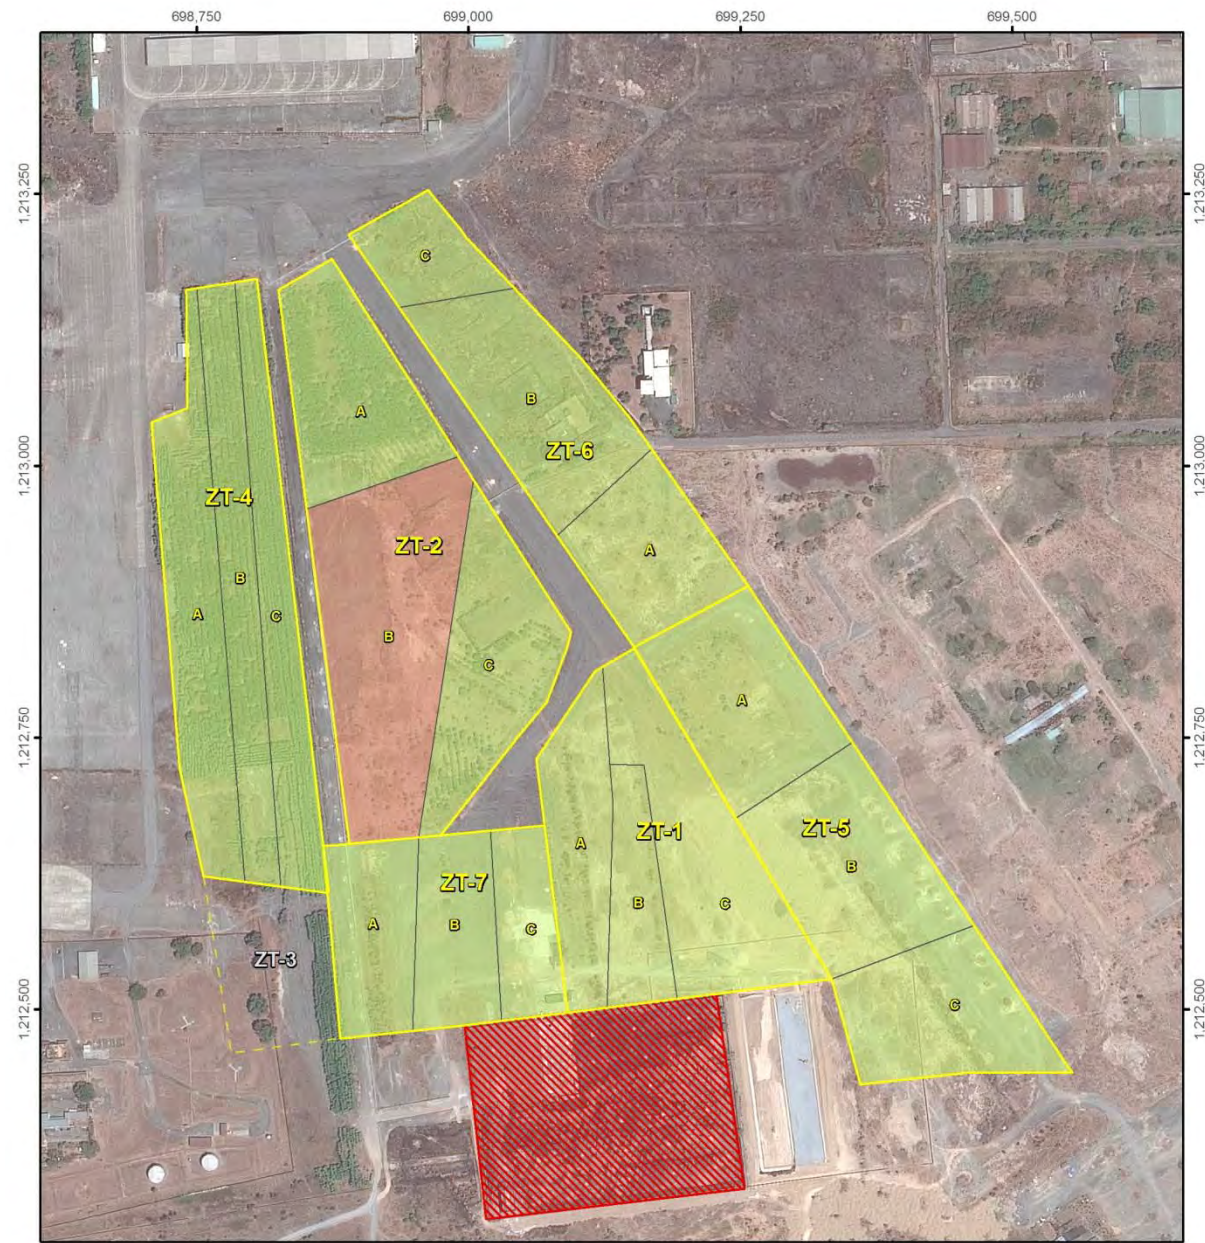 698,750 699,000 699,250 699,500
1,213,250 1,213,250
C
A
B
ZT-6
1,213,000 1,213,000
ZT-4
ZT-2
A
B
A C
B
C
A
1,212,750 1,212,750
ZT-1 ZT-5
A
B
ZT-7
B C
A B C
ZT-3
1,212,500 1,212,500
C